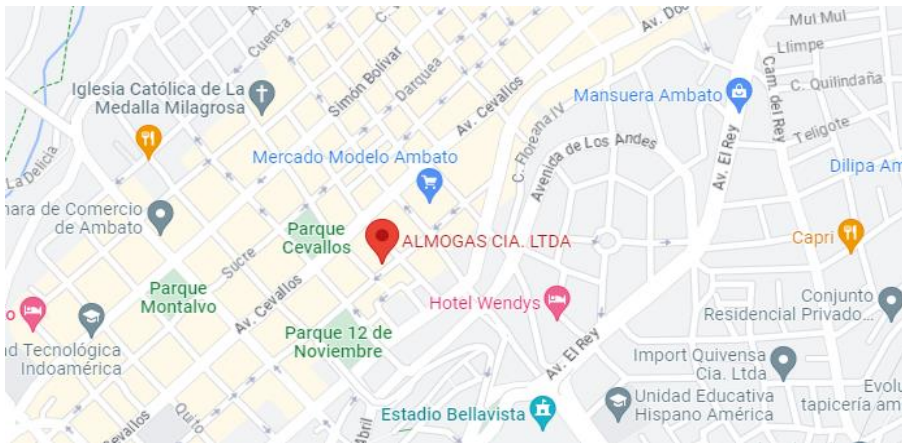 Mul Mul
Llimpe
Cuenca
Simón Bolívar
Darquea
C. Quilindaña
Cam. del Rey
Iglesia Católica de La
Medalla Milagrosa
Av. Cevallos
Mansuera Ambato
C. Floreana IV
Teligote
Avenida de Los Andes
Mercado Modelo Ambato
Av. El Rey
La Delicia
Dilipa Am
mara de Comercio
de Ambato
Parque
Cevallos
ALMOGAS CIA. LTDA
Capri
Sucre
Parque
Montalvo
Av. Cevallos
Hotel Wendys
Conjunto
Residencial Privado...
o
ad Tecnológica
Indoamérica
Parque 12 de
Noviembre
Av. El Rey
Import Quivensa
Cia. Ltda
Unidad Educativa
Hispano América
Evolu
tapicería am
Estadio Bellavista
Quito
bril
Cevallos